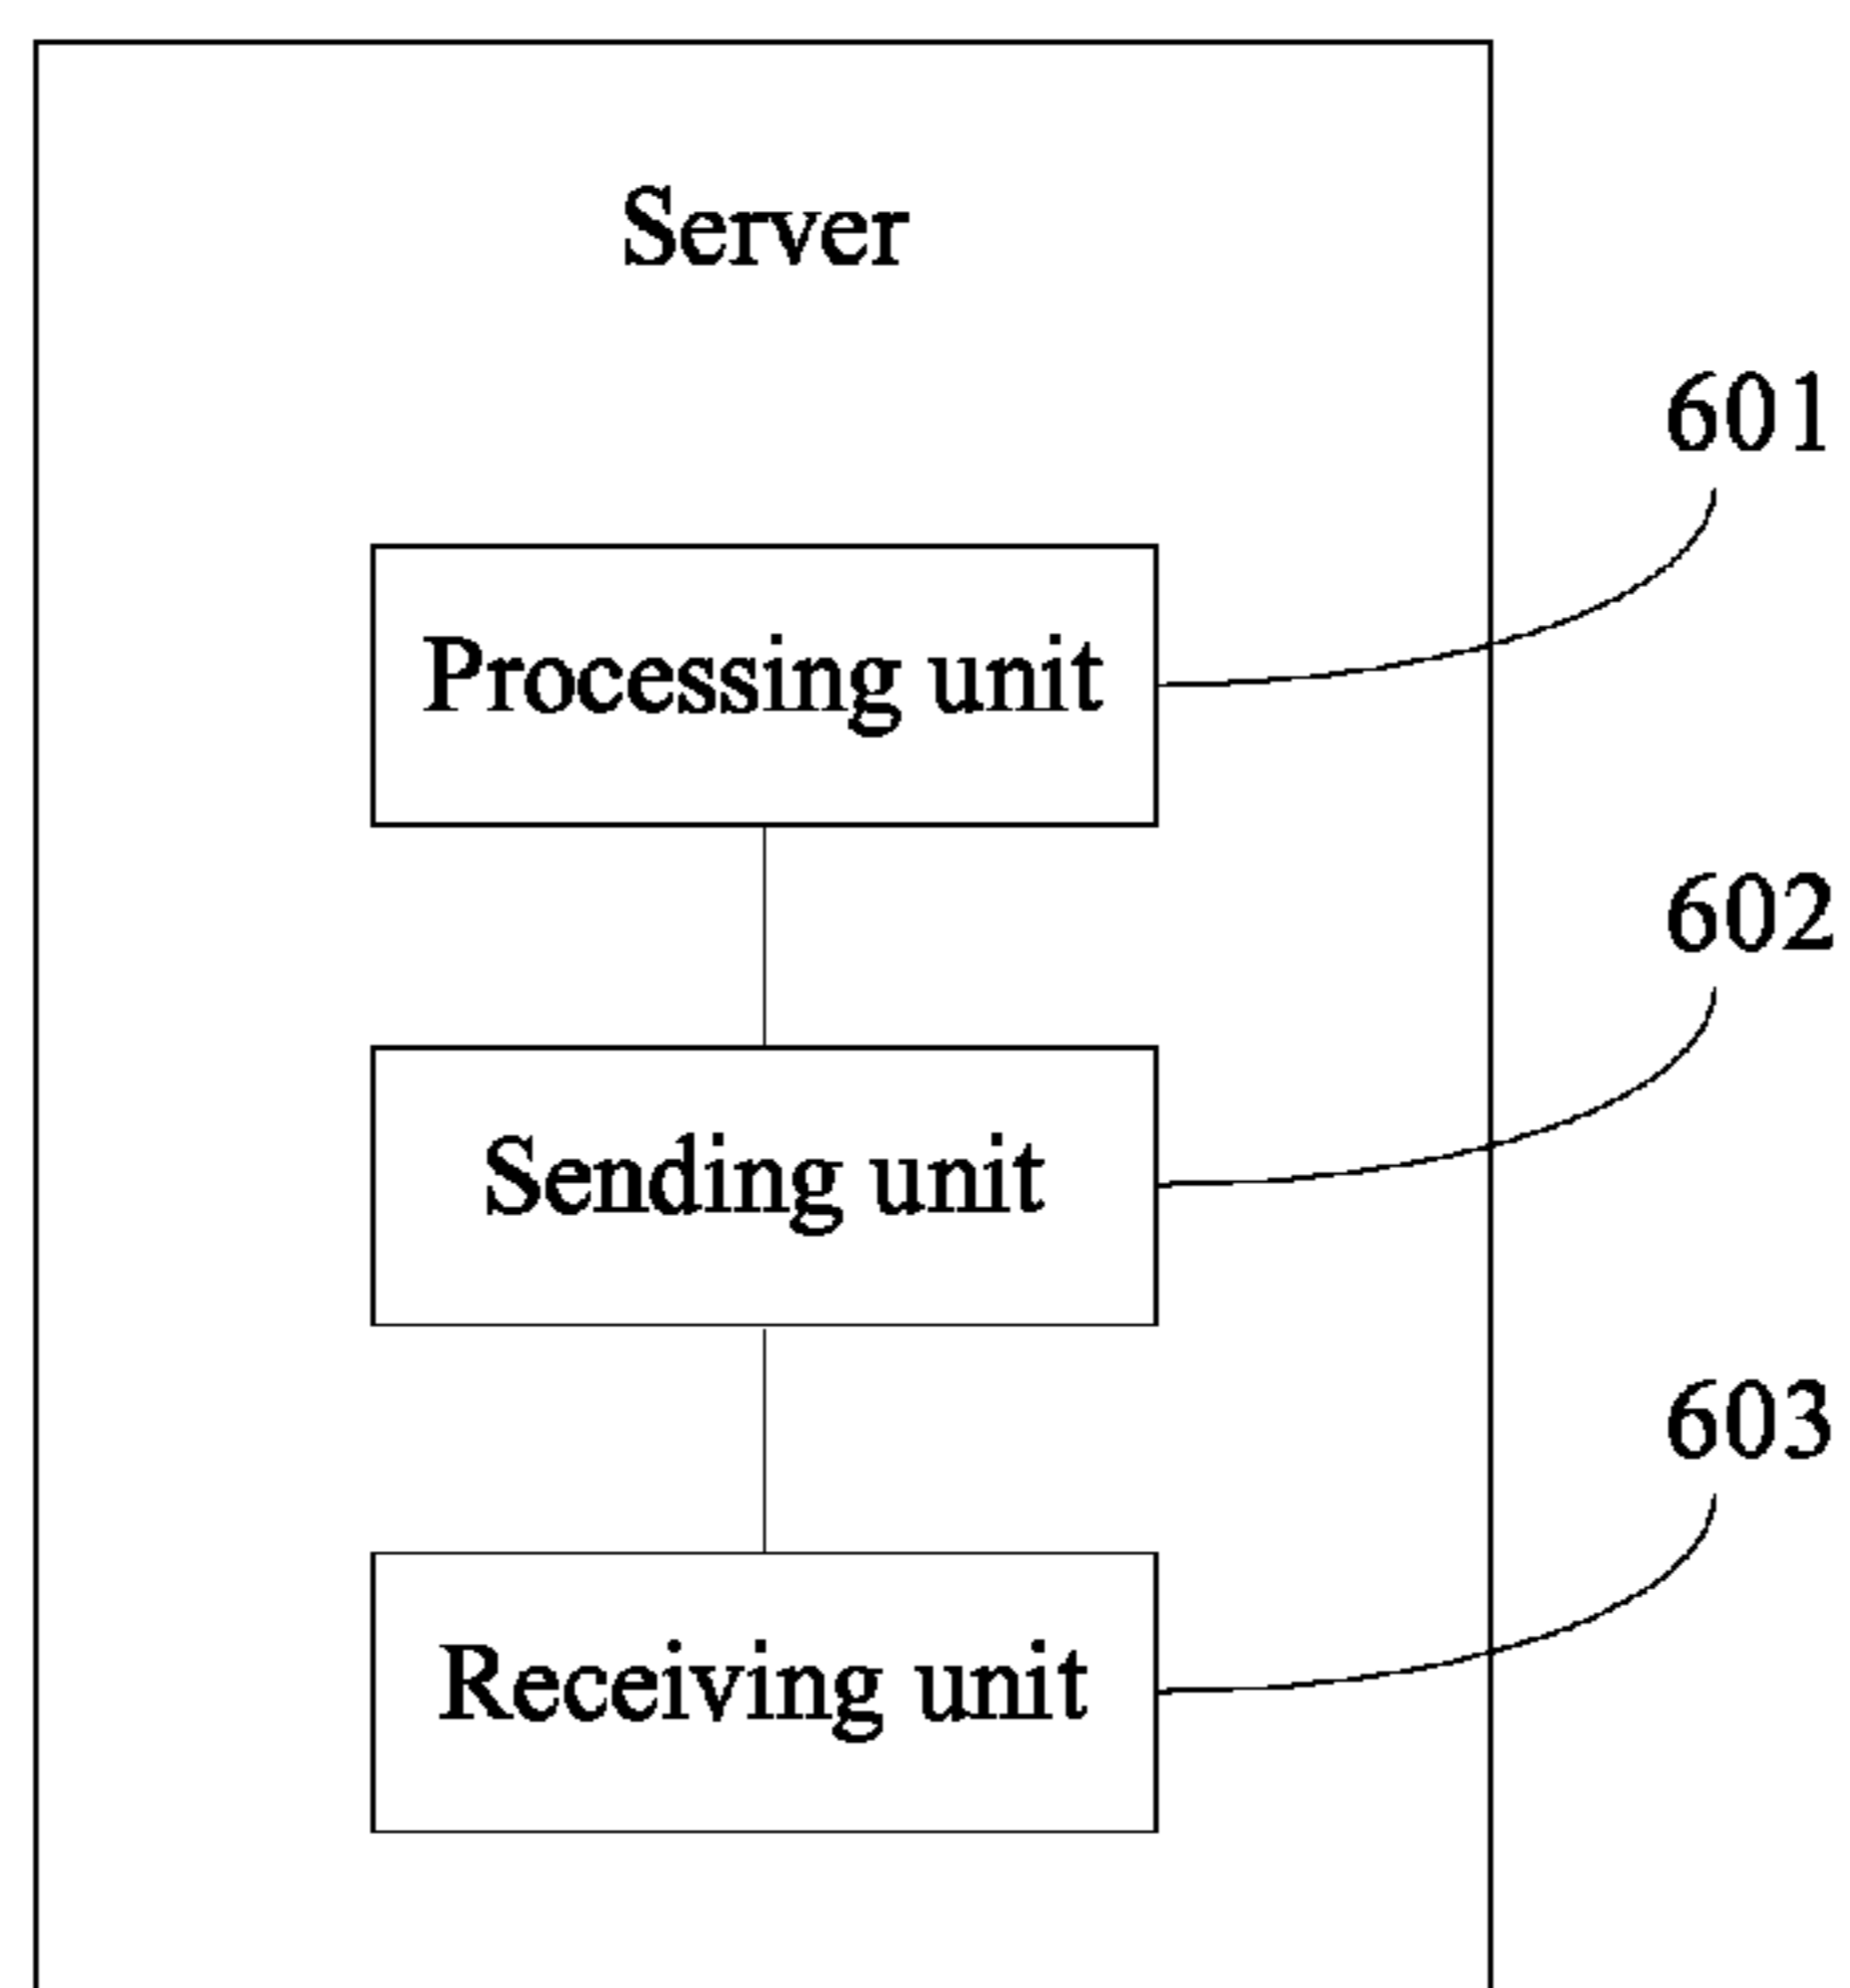 Server
601
Processing unit
602
Sending unit
603
Receiving unit